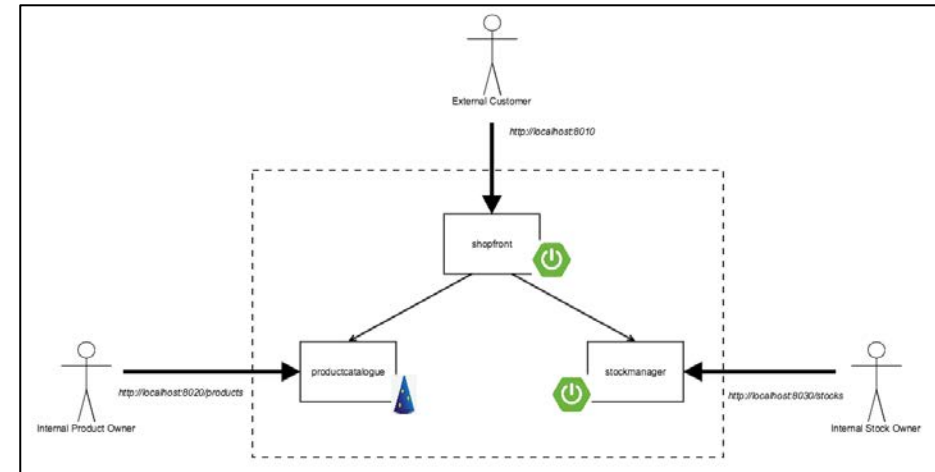 External Customer
http://localhost:8010
shopfront
productcatalogue
stockmanager
http://localhost:8020/products
http://localhost:8030/stocks
Internal Product Owner
Internal Stock Owner